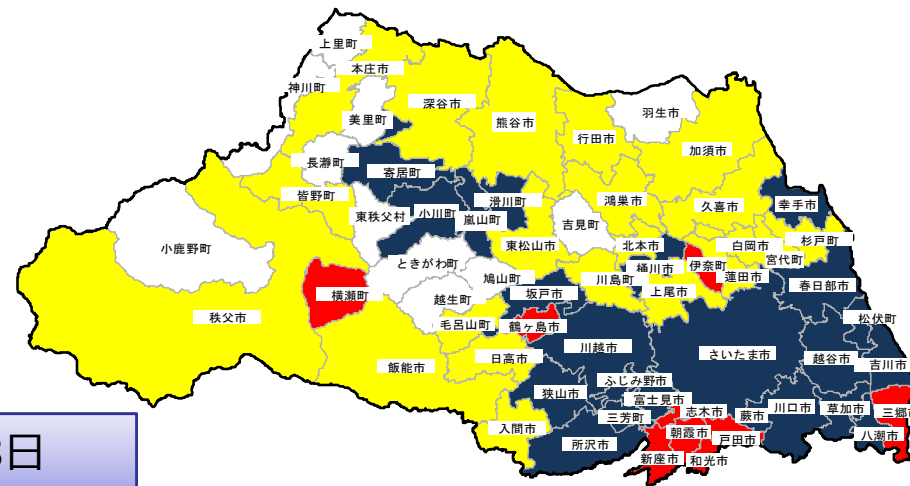 上里町
本庄市
神川町
深谷市
美里町
熊谷市
羽生市
行田市
加須市
長瀞町
寄居町
皆野町
東秩父村
小川町
滑川町
嵐山町
鴻巣市
吉見町
久喜市
幸手市
小鹿野町
東松山市
北本市
白岡市
杉戸町
ときがわ町
鳩山町
川島町
桶川市
伊奈町
宮代町
蓮田市
横瀬町
越生町
坂戸市
上尾市
春日部市
秩父市
毛呂山町
鶴ヶ島市
松伏町
飯能市
日高市
川越市
さいたま市
越谷市
吉川市
狭山市
ふじみ野市
富士見市
三芳町
志木市
蕨市
川口市
草加市
三郷市
入間市
所沢市
朝霞市
戸田市
八潮市
新座市
和光市
日